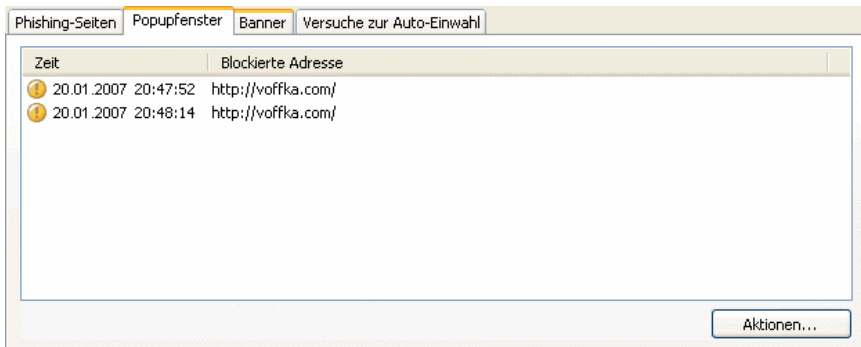 Phishing-Seiten Popupfenster Banner Versuche zur Auto-Einwahl
Zeit Blockierte Adresse
20.01.2007 20:47:52 http://voffka.com/
20.01.2007 20:48:14 http://voffka.com/
Aktionen...